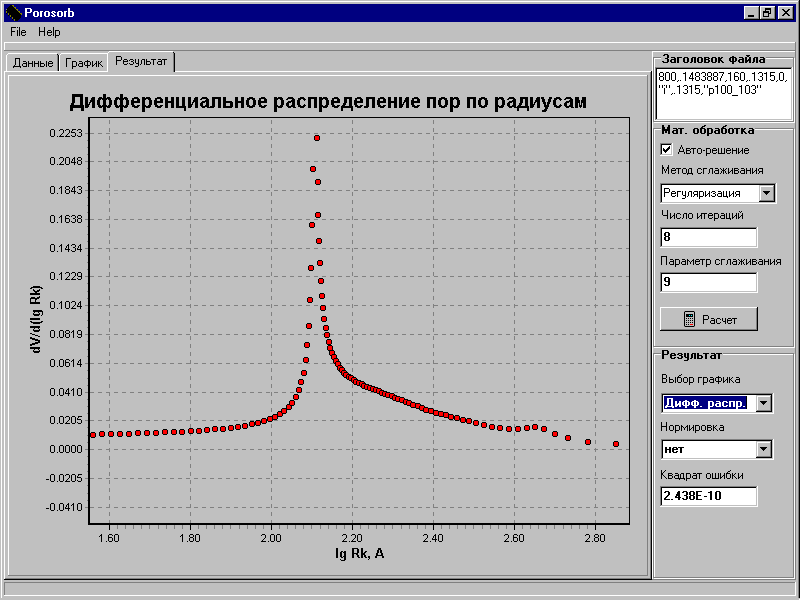 Porosorb
File Help
Данные График Результат
Дифференциальное распределение пор по радиусам
0.2253
0.2048
0.1843
0.1638
0.1434
0.1229
0.1024
0.0819
0.0614
0.0410
0.0205
0.0000
-0.0205
-0.0410
dV/d(lg Rk)
1.60 1.80 2.00 2.20 2.40 2.60 2.80
lg Rk, A
Заголовок файла
800,.1483887,160,.1315,0,
"i",.1315,"p100_103"
Мат. обработка
Авто-решение
Метод сглаживания
Регуляризация
Число итераций
8
Параметр сглаживания
9
Расчет
Результат
Выбор графика
Дифф. распр.
Нормировка
нет
Квадрат ошибки
2.438E-10